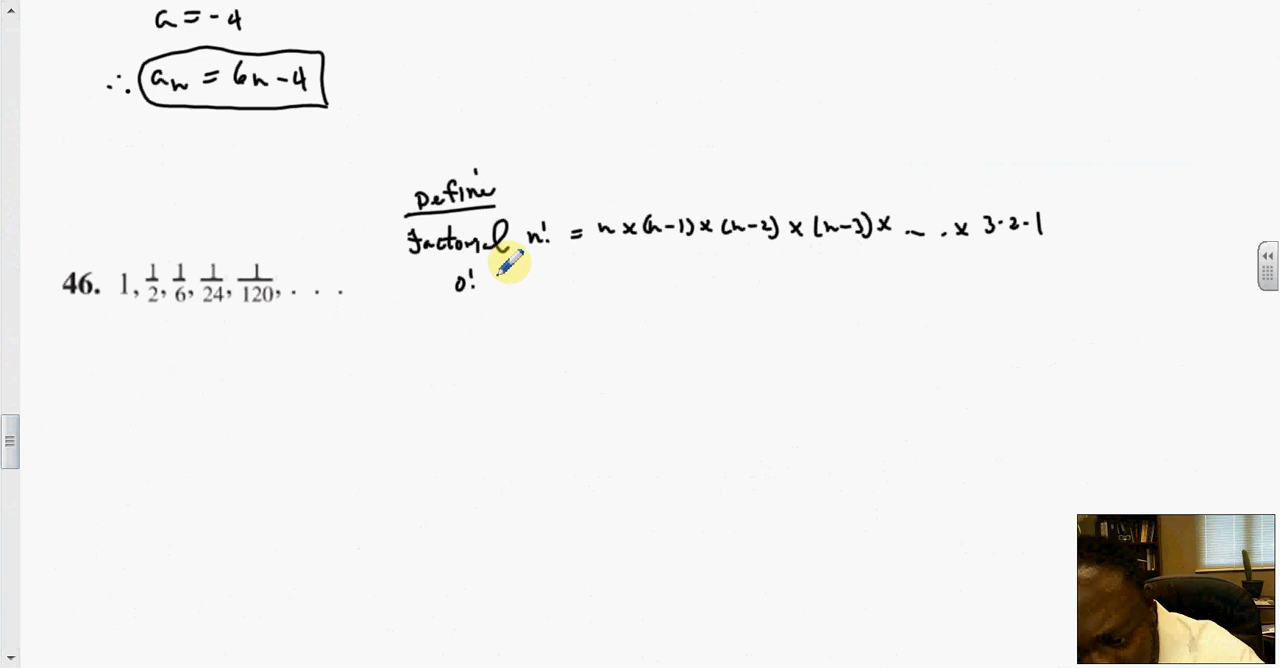 a = -4
∴ aₙ = 6n - 4
Define
factorial n! = n × (n-1) × (n-2) × (n-3) × ... × 3·2·1
0!
46. 1, 1/2, 1/6, 1/24, 1/120, . . .